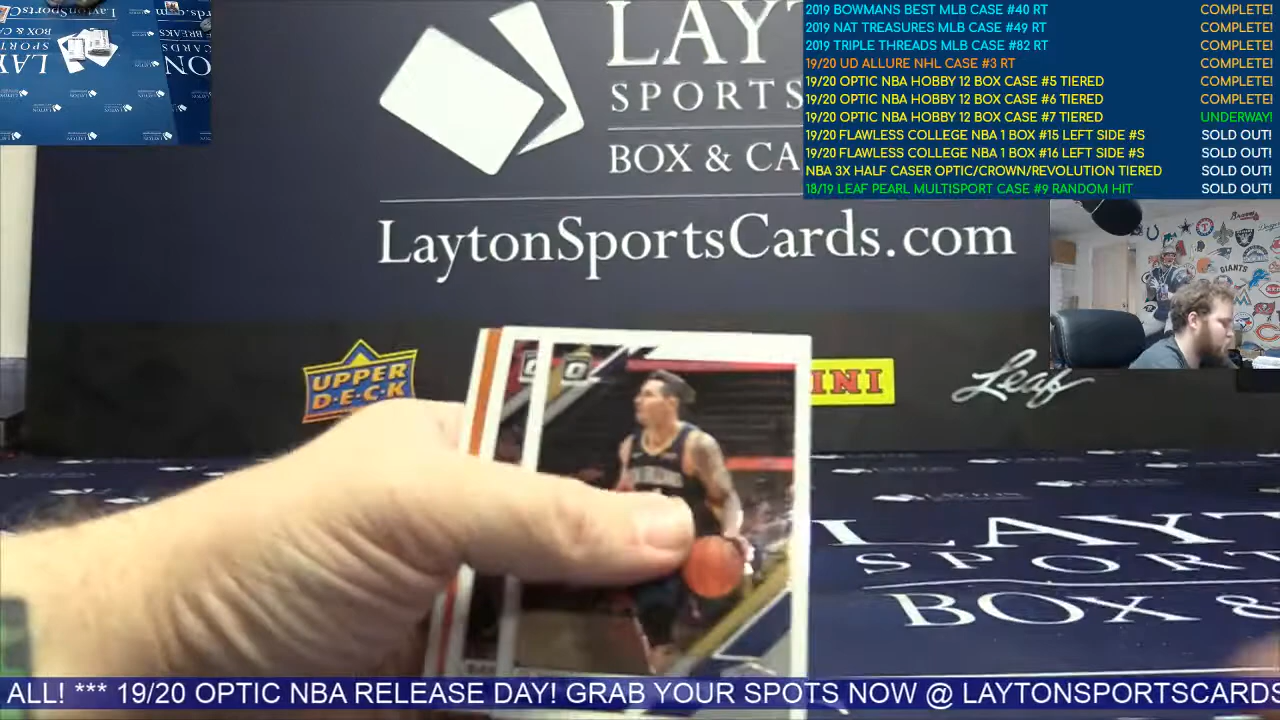 LAY
SPORTS
BOX & CA
LaytonSportsCards.com
2019 BOWMANS BEST MLB CASE #40 RT COMPLETE!
2019 NAT TREASURES MLB CASE #49 RT COMPLETE!
2019 TRIPLE THREADS MLB CASE #82 RT COMPLETE!
19/20 UD ALLURE NHL CASE #3 RT COMPLETE!
19/20 OPTIC NBA HOBBY 12 BOX CASE #5 TIERED COMPLETE!
19/20 OPTIC NBA HOBBY 12 BOX CASE #6 TIERED COMPLETE!
19/20 OPTIC NBA HOBBY 12 BOX CASE #7 TIERED UNDERWAY!
19/20 FLAWLESS COLLEGE NBA 1 BOX #15 LEFT SIDE #S SOLD OUT!
19/20 FLAWLESS COLLEGE NBA 1 BOX #16 LEFT SIDE #S SOLD OUT!
NBA 3X HALF CASER OPTIC/CROWN/REVOLUTION TIERED SOLD OUT!
18/19 LEAF PEARL MULTISPORT CASE #9 RANDOM HIT SOLD OUT!
GIANTS
UPPER
D·E·C·K
INI
Leaf
LAYT
SPORT
BOX &
ALL! *** 19/20 OPTIC NBA RELEASE DAY! GRAB YOUR SPOTS NOW @ LAYTONSPORTSCARDS